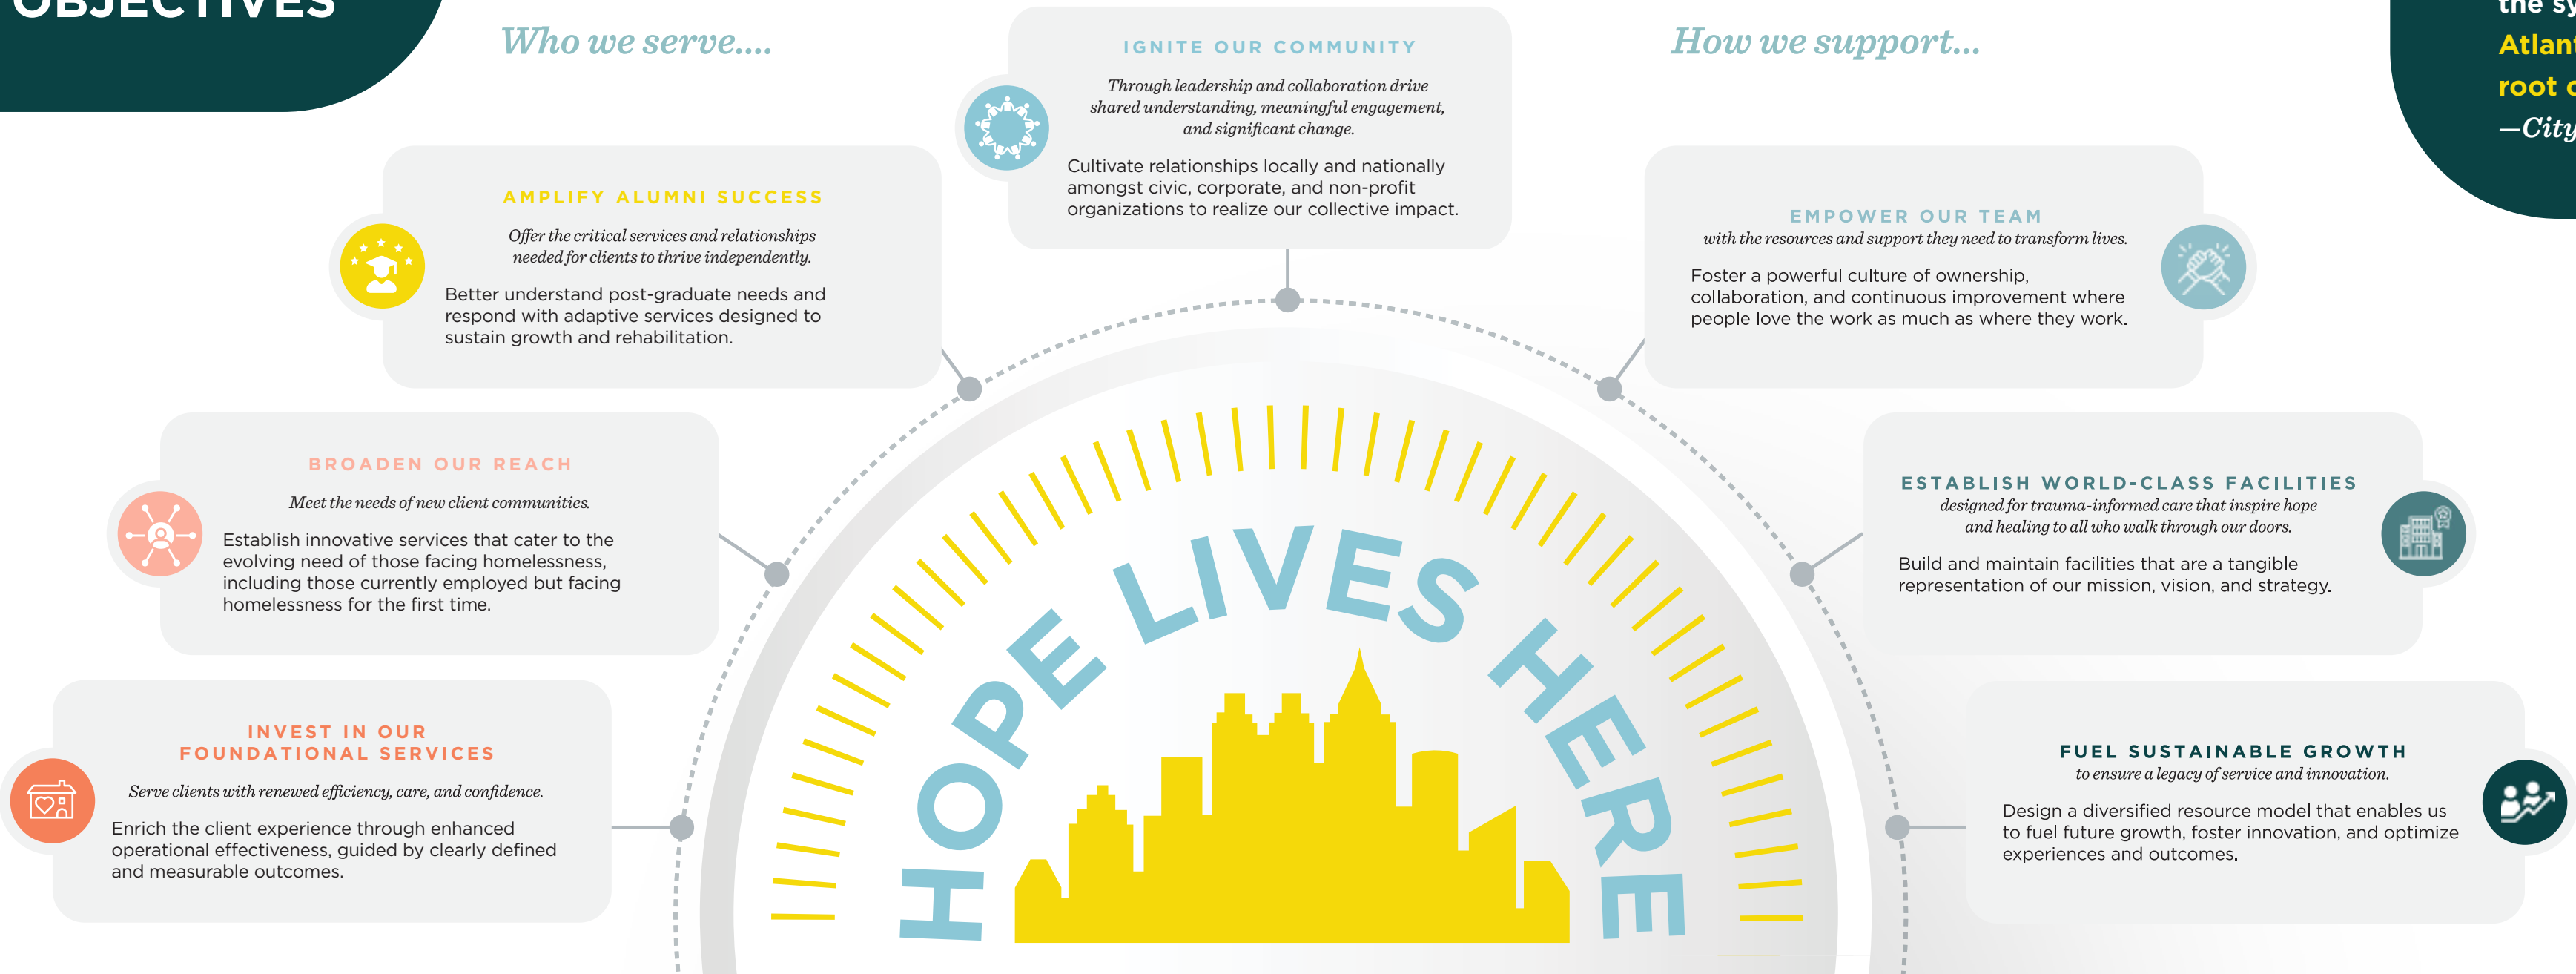 OBJECTIVES
Who we serve....
How we support...
the
Atlant
root
—City
IGNITE OUR COMMUNITY
Through leadership and collaboration drive
shared understanding, meaningful engagement,
and significant change.
Cultivate relationships locally and nationally
amongst civic, corporate, and non-profit
organizations to realize our collective impact.
AMPLIFY ALUMNI SUCCESS
Offer the critical services and relationships
needed for clients to thrive independently.
Better understand post-graduate needs and
respond with adaptive services designed to
sustain growth and rehabilitation.
EMPOWER OUR TEAM
with the resources and support they need to transform lives.
Foster a powerful culture of ownership,
collaboration, and continuous improvement where
people love the work as much as where they work.
BROADEN OUR REACH
Meet the needs of new client communities.
Establish innovative services that cater to the
evolving need of those facing homelessness,
including those currently employed but facing
homelessness for the first time.
ESTABLISH WORLD-CLASS FACILITIES
designed for trauma-informed care that inspire hope
and healing to all who walk through our doors.
Build and maintain facilities that are a tangible
representation of our mission, vision, and strategy.
INVEST IN OUR
FOUNDATIONAL SERVICES
Serve clients with renewed efficiency, care, and confidence.
Enrich the client experience through enhanced
operational effectiveness, guided by clearly defined
and measurable outcomes.
FUEL SUSTAINABLE GROWTH
to ensure a legacy of service and innovation.
Design a diversified resource model that enables us
to fuel future growth, foster innovation, and optimize
experiences and outcomes.
HOPE LIVES HERE